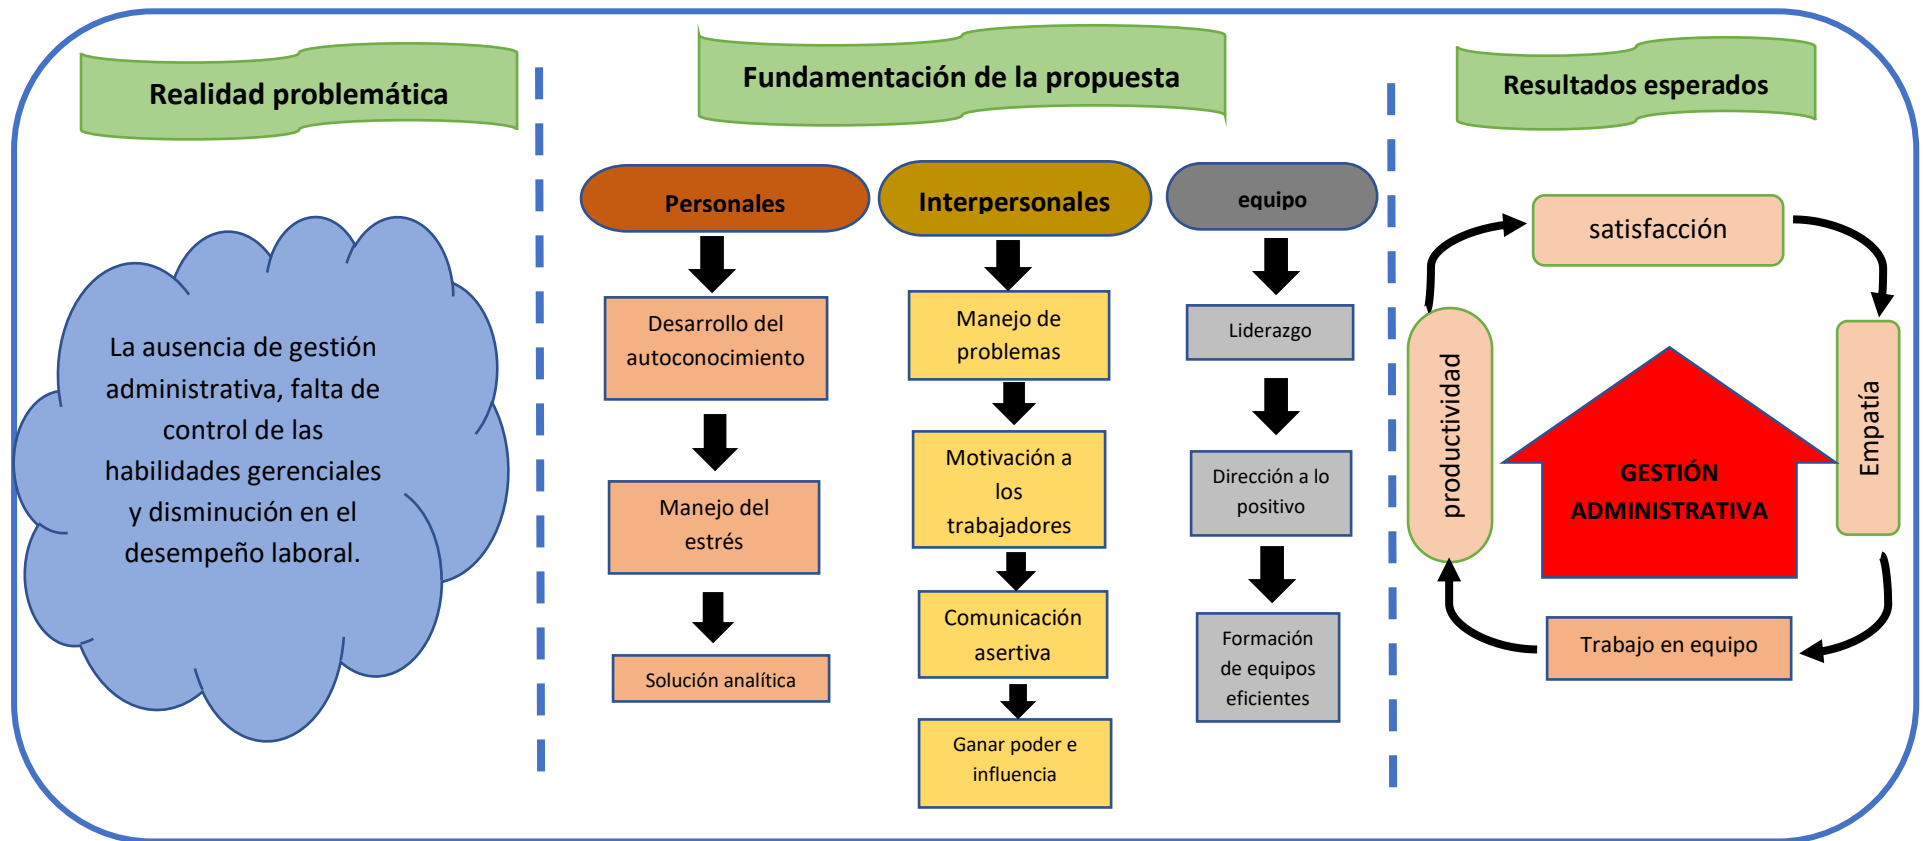 Realidad problemática
Fundamentación de la propuesta
Resultados esperados
La ausencia de gestión
administrativa, falta de
control de las
habilidades gerenciales
y disminución en el
desempeño laboral.
Personales
Desarrollo del
autoconocimiento
Manejo del
estrés
Solución analítica
Interpersonales
Manejo de
problemas
Motivación a
los
trabajadores
Comunicación
asertiva
Ganar poder e
influencia
equipo
Liderazgo
Dirección a lo
positivo
Formación
de equipos
eficientes
satisfacción
Empatía
Trabajo en equipo
productividad
GESTIÓN
ADMINISTRATIVA